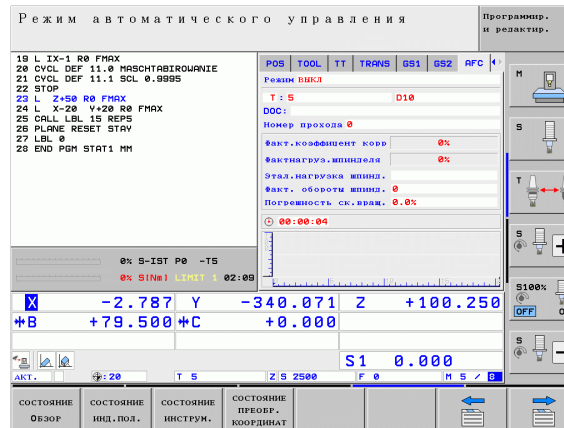 Режим автоматического управления
Программир.
и редактир.
19 L IX-1 R0 FMAX
20 CYCL DEF 11.0 MASCHTABIROWANIE
21 CYCL DEF 11.1 SCL 0.9995
22 STOP
23 L Z+50 R0 FMAX
24 L X-20 Y+20 R0 FMAX
25 CALL LBL 15 REP5
26 PLANE RESET STAY
27 LBL 0
28 END PGM STAT1 MM
POS TOOL TT TRANS GS1 GS2 AFC
Режим ВЫКЛ
T : 5 D10
DOC:
Номер прохода 0
Факт.коэффицент корр 0%
Фактнагруз.шпинделя 0%
Этал.нагрузка шпинд.
Факт. обороты шпинд. 0
Погрешность ск.вращ. 0.0%
00:00:04
0% S-IST P0 -T5
0% S[Nm] LIMIT 1 02:09
X -2.787 Y -340.071 Z +100.250
B +79.500 C +0.000
S1 0.000
АКТ. :20 T 5 Z S 2500 F 0 M 5 / 8
M
S
T
S
S100%
OFF
S
СОСТОЯНИЕ
ОБЗОР
СОСТОЯНИЕ
ИНД.ПОЛ.
СОСТОЯНИЕ
ИНСТРУМ.
СОСТОЯНИЕ
ПРЕОБР.
КООРДИНАТ